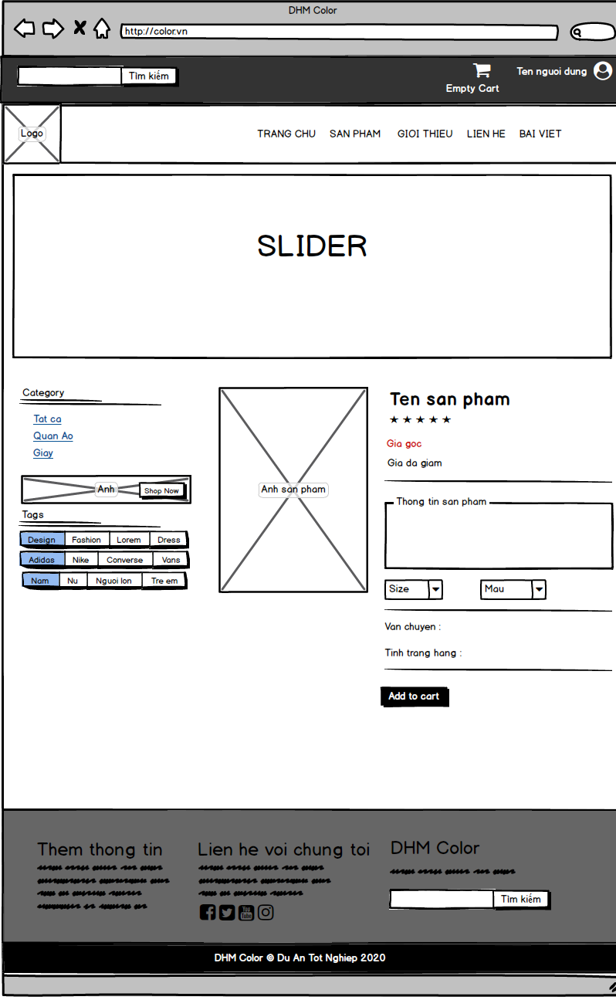 DHM Color
http://color.vn
Tìm kiếm
Empty Cart
Ten nguoi dung
Logo
TRANG CHU SAN PHAM GIOI THIEU LIEN HE BAI VIET
SLIDER
Category
Tat ca
Quan Ao
Giay
Anh
Shop Now
Tags
Design Fashion Lorem Dress
Adidas Nike Converse Vans
Nam Nu Nguoi lon Tre em
Anh san pham
Ten san pham
★ ★ ★ ★ ★
Gia goc
Gia da giam
Thong tin san pham
Size Mau
Van chuyen :
Tinh trang hang :
Add to cart
Them thong tin
Lien he voi chung toi
You Tube
DHM Color
Tìm kiếm
DHM Color © Du An Tot Nghiep 2020